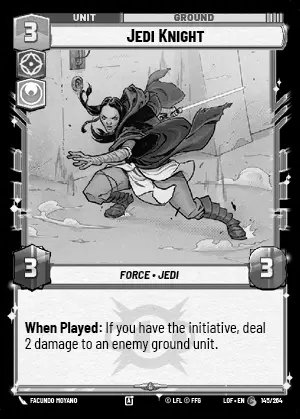 UNIT GROUND
3 JEDI KNIGHT
3 3
FORCE • JEDI
When Played: If you have the initiative, deal
2 damage to an enemy ground unit.
FACUNDO MOYANO A © LFL © FFG LOF • EN C 145/264